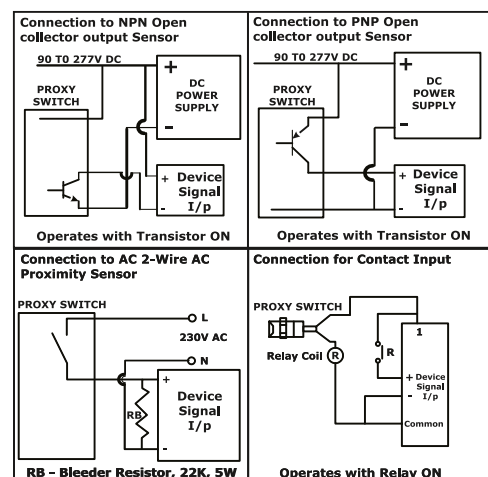 Connection to NPN Open
collector output Sensor
90 T0 277V DC
PROXY
SWITCH
+
DC
POWER
SUPPLY
-
+ Device
Signal
- I/p
Operates with Transistor ON
Connection to PNP Open
collector output Sensor
90 T0 277V DC
PROXY
SWITCH
+
DC
POWER
SUPPLY
-
+ Device
Signal
- I/p
Operates with Transistor ON
Connection to AC 2-Wire AC
Proximity Sensor
PROXY SWITCH
L
230V AC
N
+
RB
Device
Signal
I/p
-
RB - Bleeder Resistor, 22K, 5W
Connection for Contact Input
PROXY SWITCH
1
Relay Coil R
R
+ Device
Signal
- I/p
Common
Operates with Relay ON